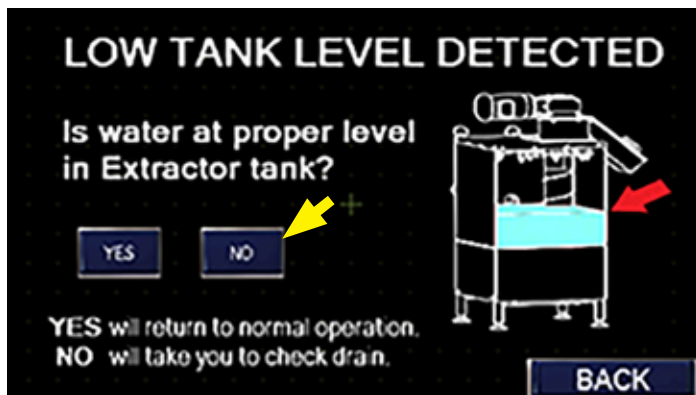 LOW TANK LEVEL DETECTED
Is water at proper level
in Extractor tank?
YES
NO
YES will return to normal operation.
NO will take you to check drain.
BACK